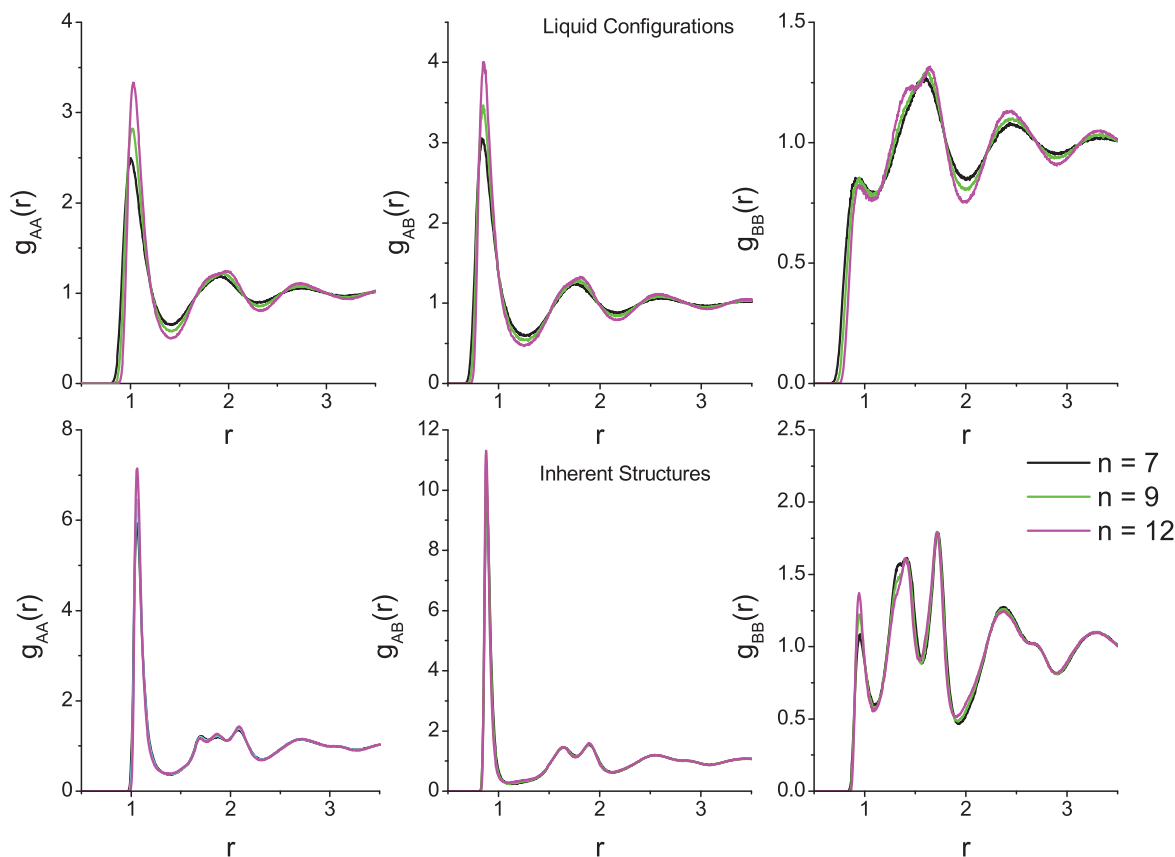 Liquid Configurations
g_AA(r)
4
3
2
1
0
1 2 3
r
g_AB(r)
4
3
2
1
0
1 2 3
r
g_BB(r)
1.5
1.0
0.5
0.0
1 2 3
r
Inherent Structures
g_AA(r)
8
6
4
2
0
1 2 3
r
g_AB(r)
12
10
8
6
4
2
0
1 2 3
r
g_BB(r)
2.5
2.0
1.5
1.0
0.5
0.0
1 2 3
r
n = 7
n = 9
n = 12